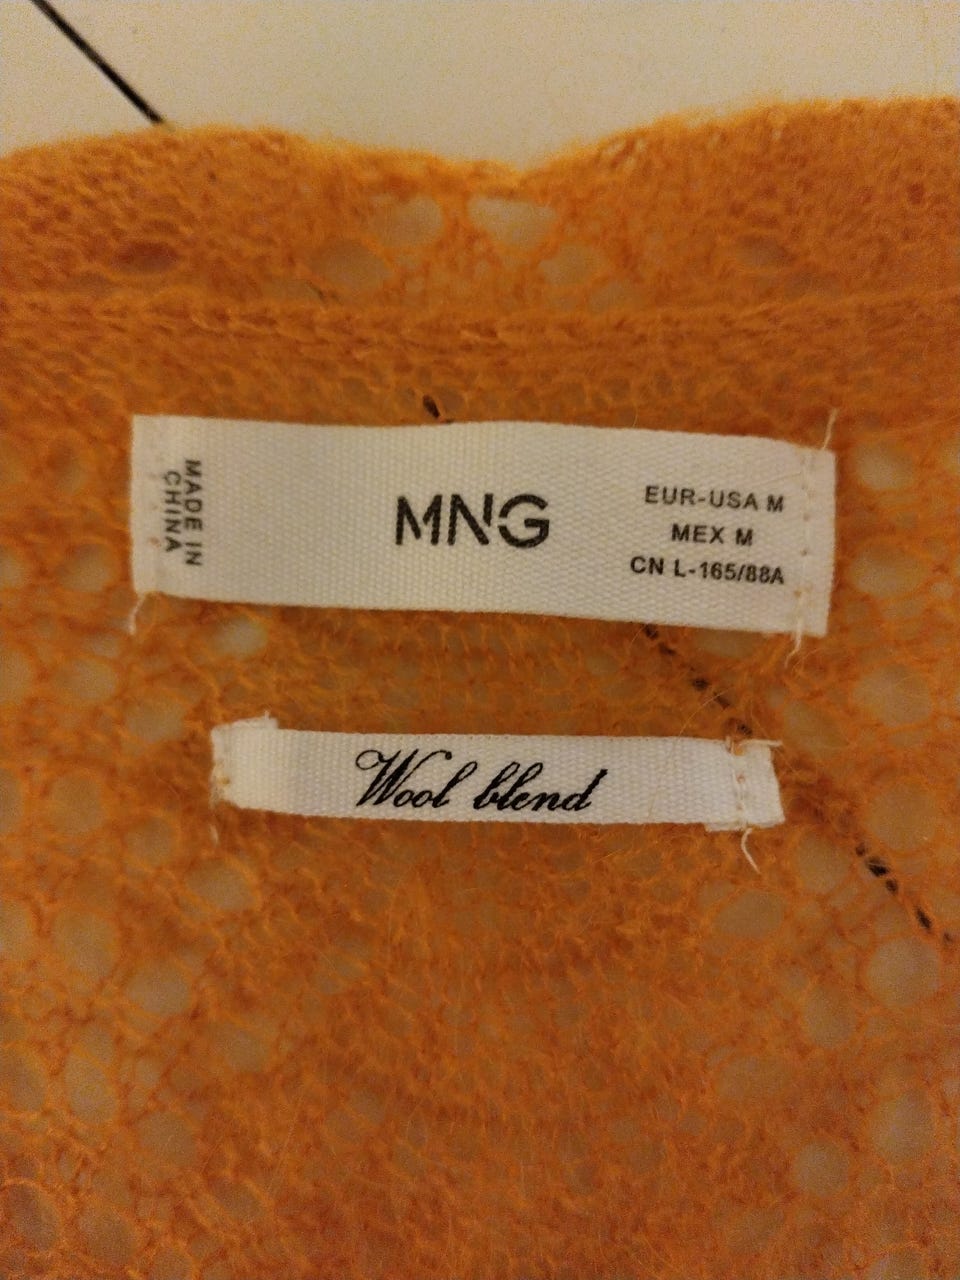 MADE IN
CHINA
MNG
EUR-USA M
MEX M
CN L-165/88A
Wool blend